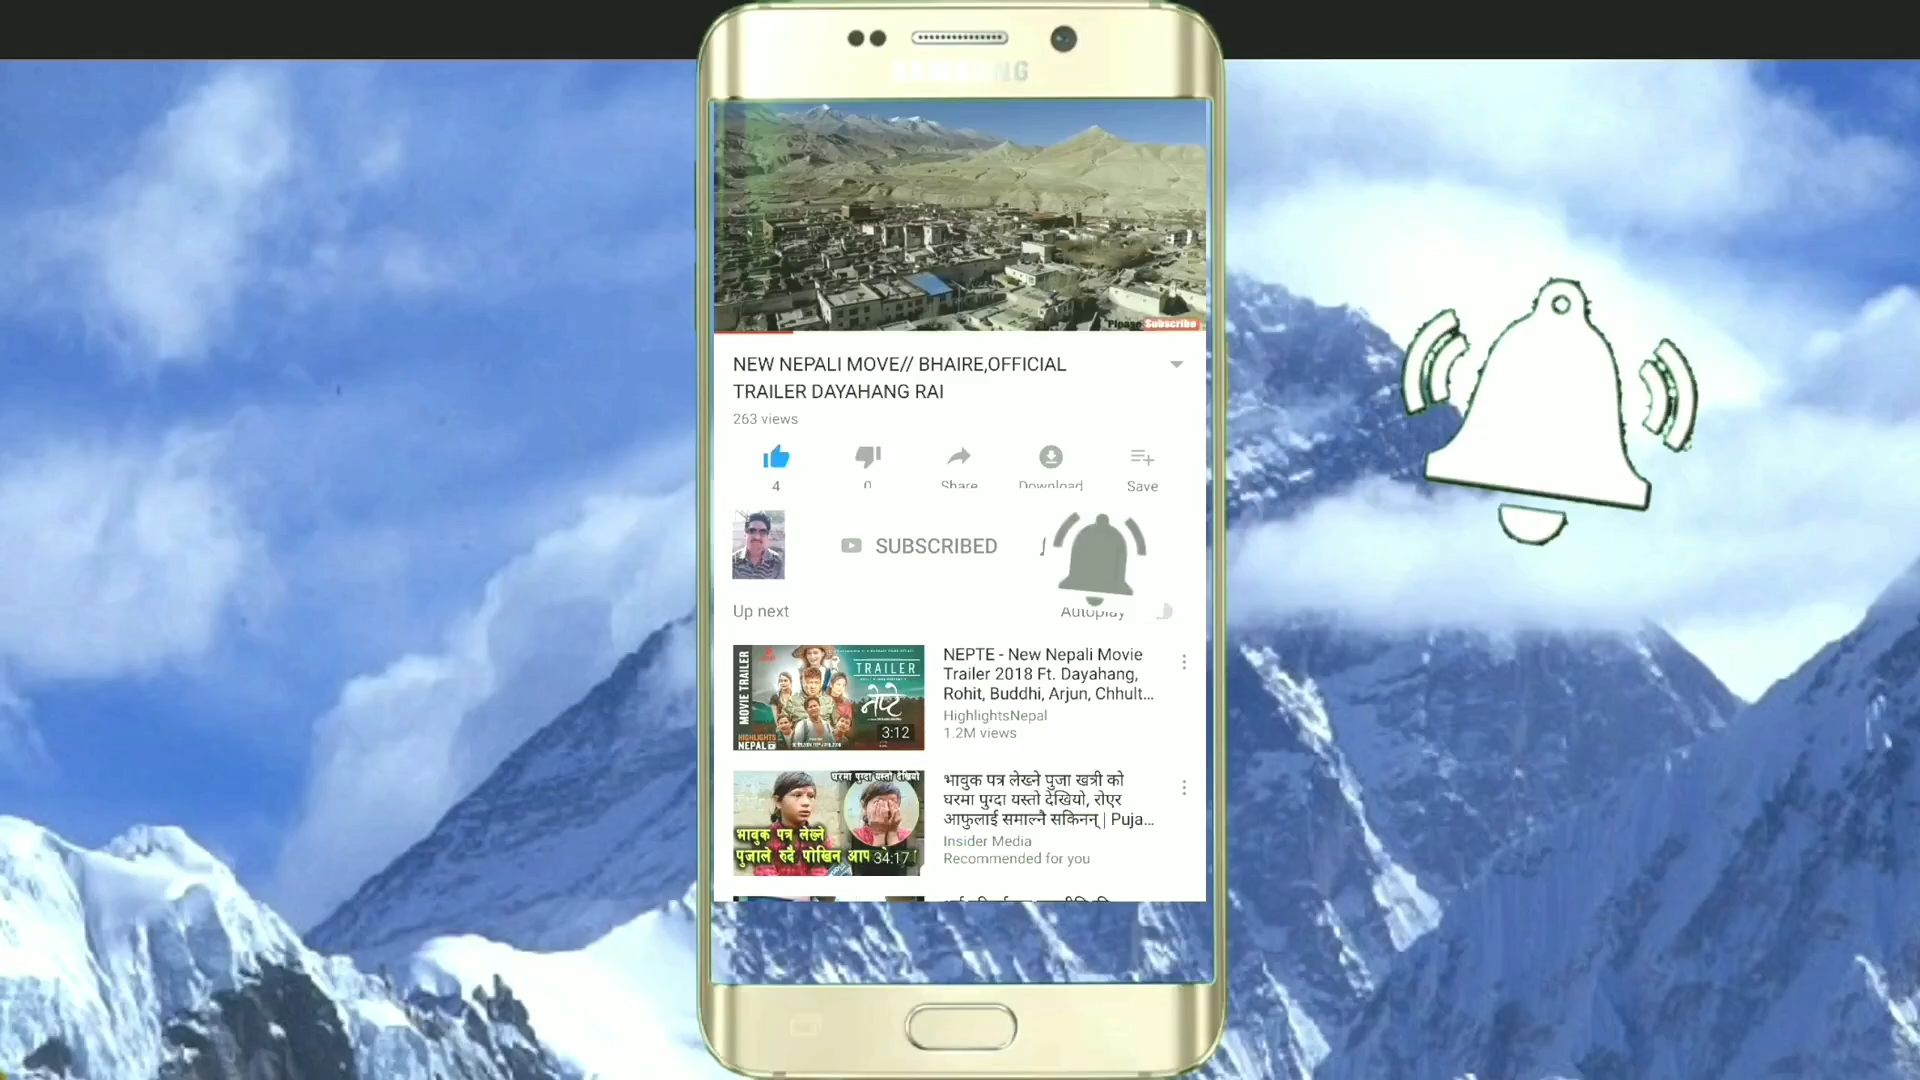 SAMSUNG
Please Subscribe
NEW NEPALI MOVE// BHAIRE,OFFICIAL
TRAILER DAYAHANG RAI
263 views
4
0
Share
Download
Save
SUBSCRIBED
Up next
Autoplay
MOVIE TRAILER
TRAILER
नेप्टे
HIGHLIGHTS
NEPAL
3:12
NEPTE - New Nepali Movie
Trailer 2018 Ft. Dayahang,
Rohit, Buddhi, Arjun, Chhult...
HighlightsNepal
1.2M views
घरमा पुग्दा यस्तो देखियो
भावुक पत्र लेख्ने
पुजाले रुदै पोखिन आप
34:17
भावुक पत्र लेख्ने पुजा खत्री को
घरमा पुग्दा यस्तो देखियो, रोएर
आफुलाई समाल्नै सकिनन् | Puja...
Insider Media
Recommended for you